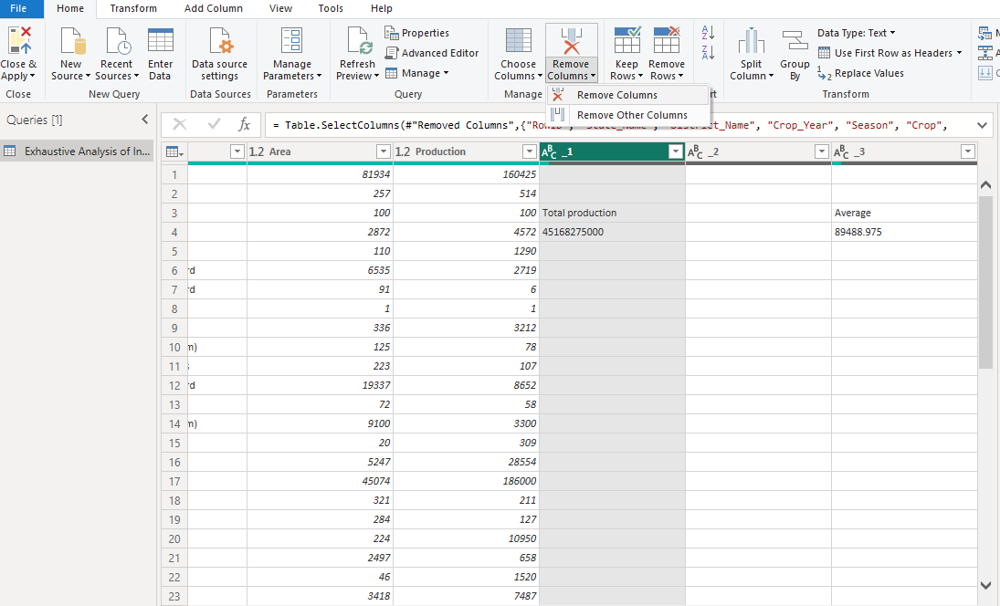 File Home Transform Add Column View Tools Help
Close & Apply
New Source
Recent Sources
Enter Data
Data source settings
Manage Parameters
Refresh Preview
Properties
Advanced Editor
Manage
Choose Columns
Remove Columns
Keep Rows
Remove Rows
Split Column
Group By
Data Type: Text
Use First Row as Headers
Replace Values
Close New Query Data Sources Parameters Query Manage Transform
Remove Columns
Remove Other Columns
Queries [1]
fx
= Table.SelectColumns(#"Removed Columns",{"RowID", "State_Name", "District_Name", "Crop_Year", "Season", "Crop",
Exhaustive Analysis of In...
1.2 Area 1.2 Production ABC _1 ABC _2 ABC _3
1 81934 160425
2 257 514
3 100 100 Total production Average
4 2872 4572 45168275000 89488.975
5 110 1290
6 rd 6535 2719
7 rd 91 6
8 1 1
9 336 3212
10 m) 125 78
11 223 107
12 rd 19337 8652
13 72 58
14 m) 9100 3300
15 20 309
16 5247 28554
17 45074 186000
18 321 211
19 284 127
20 224 10950
21 2497 658
22 46 1520
23 3418 7487